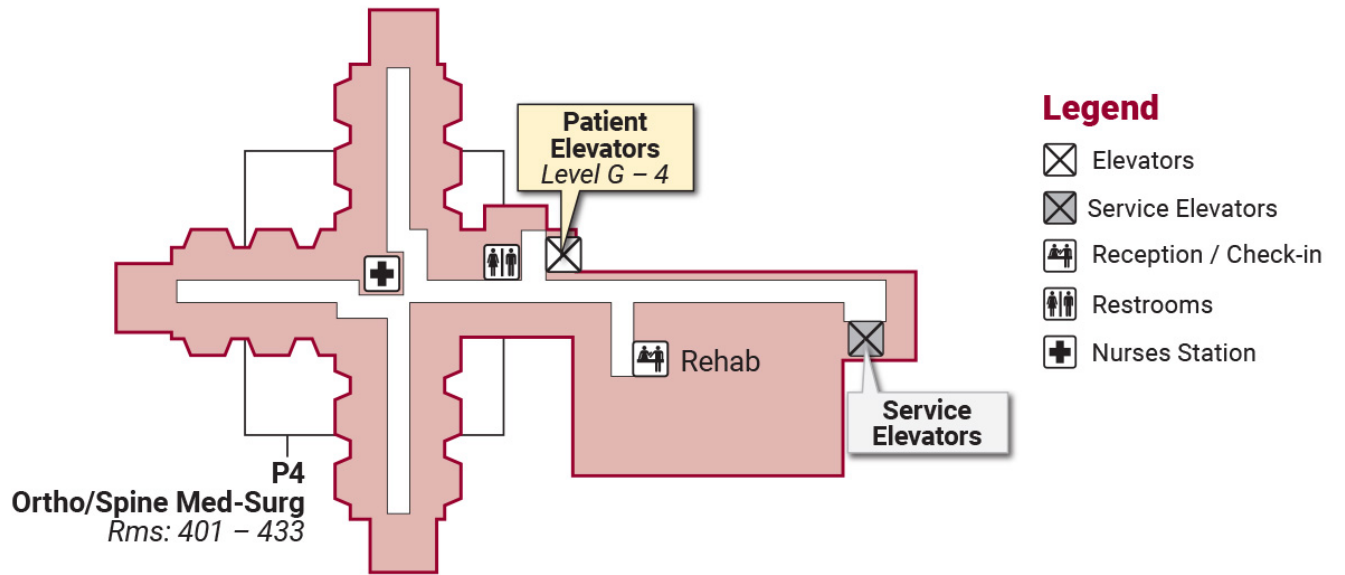 Patient
Elevators
Level G – 4
Rehab
Service
Elevators
P4
Ortho/Spine Med-Surg
Rms: 401 – 433
Legend
Elevators
Service Elevators
Reception / Check-in
Restrooms
Nurses Station